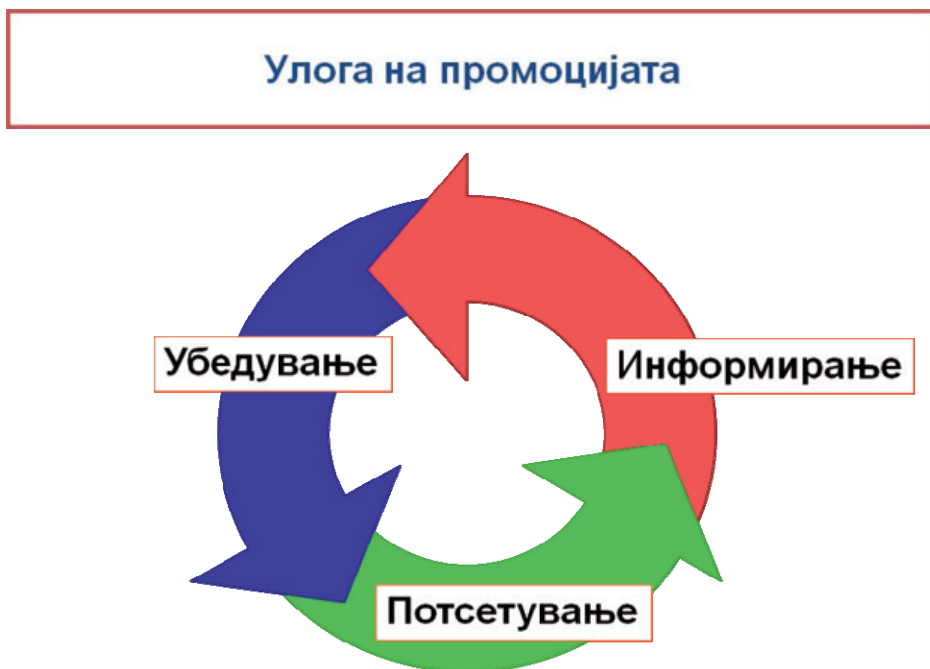 Улога на промоцијата
Убедување
Информирање
Потсетување